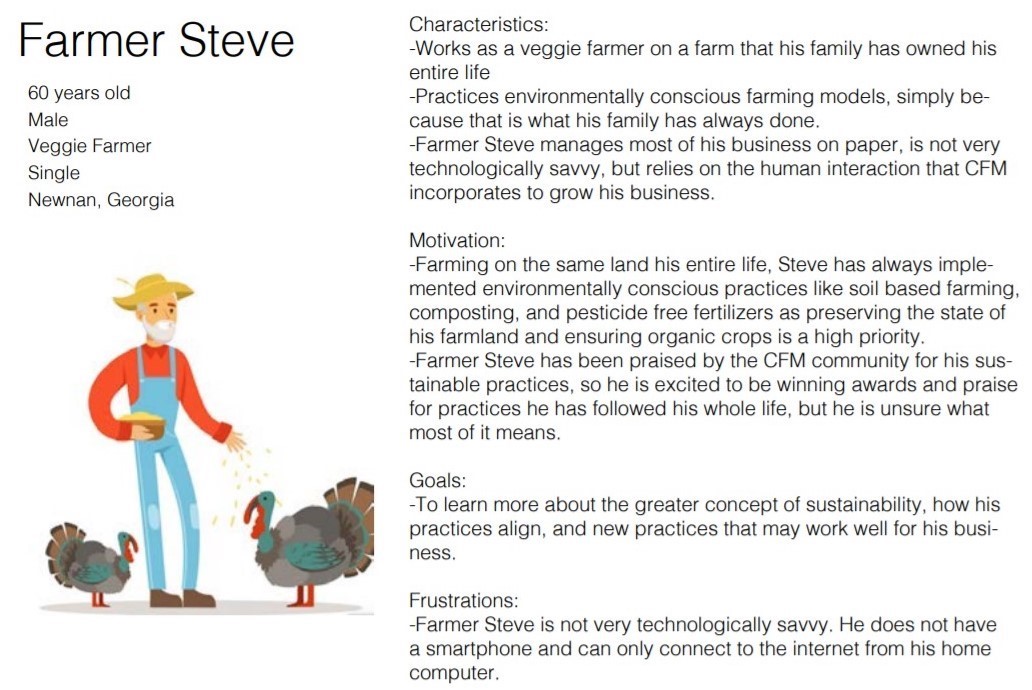 Farmer Steve
60 years old
Male
Veggie Farmer
Single
Newnan, Georgia
Characteristics:
-Works as a veggie farmer on a farm that his family has owned his
entire life
-Practices environmentally conscious farming models, simply be-
cause that is what his family has always done.
-Farmer Steve manages most of his business on paper, is not very
technologically savvy, but relies on the human interaction that CFM
incorporates to grow his business.
Motivation:
-Farming on the same land his entire life, Steve has always imple-
mented environmentally conscious practices like soil based farming,
composting, and pesticide free fertilizers as preserving the state of
his farmland and ensuring organic crops is a high priority.
-Farmer Steve has been praised by the CFM community for his sus-
tainable practices, so he is excited to be winning awards and praise
for practices he has followed his whole life, but he is unsure what
most of it means.
Goals:
-To learn more about the greater concept of sustainability, how his
practices align, and new practices that may work well for his busi-
ness.
Frustrations:
-Farmer Steve is not very technologically savvy. He does not have
a smartphone and can only connect to the internet from his home
computer.